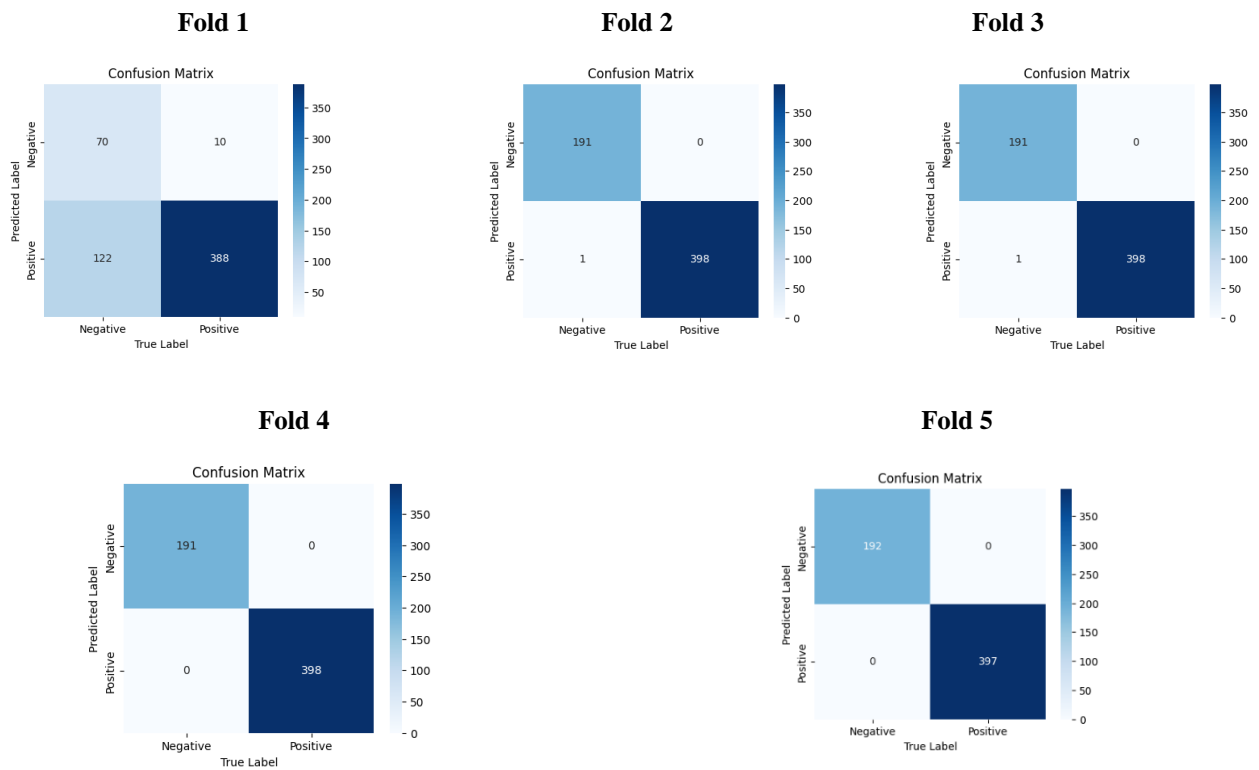 Fold 1
Confusion Matrix
Predicted Label
Negative
Positive
70
10
122
388
350
300
250
200
150
100
50
Negative
Positive
True Label
Fold 2
Confusion Matrix
Predicted Label
Negative
Positive
191
0
1
398
350
300
250
200
150
100
50
0
Negative
Positive
True Label
Fold 3
Confusion Matrix
Predicted Label
Negative
Positive
191
0
1
398
350
300
250
200
150
100
50
0
Negative
Positive
True Label
Fold 4
Confusion Matrix
Predicted Label
Negative
Positive
191
0
0
398
350
300
250
200
150
100
50
0
Negative
Positive
True Label
Fold 5
Confusion Matrix
Predicted Label
Negative
Positive
192
0
0
397
350
300
250
200
150
100
50
0
Negative
Positive
True Label